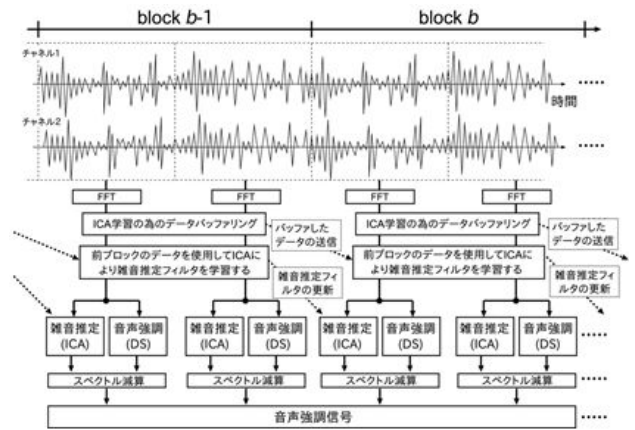 block b-1
block b
チャネル1
時間
チャネル2
FFT
FFT
FFT
FFT
ICA学習の為のデータバッファリング
バッファした
データの送信
ICA学習の為のデータバッファリング
バッファした
データの送信
前ブロックのデータを使用してICAに
より雑音推定フィルタを学習する
雑音推定フィ
ルタの更新
前ブロックのデータを使用してICAに
より雑音推定フィルタを学習する
雑音推定フィ
ルタの更新
雑音推定
(ICA)
音声強調
(DS)
雑音推定
(ICA)
音声強調
(DS)
雑音推定
(ICA)
音声強調
(DS)
雑音推定
(ICA)
音声強調
(DS)
スペクトル減算
スペクトル減算
スペクトル減算
スペクトル減算
音声強調信号